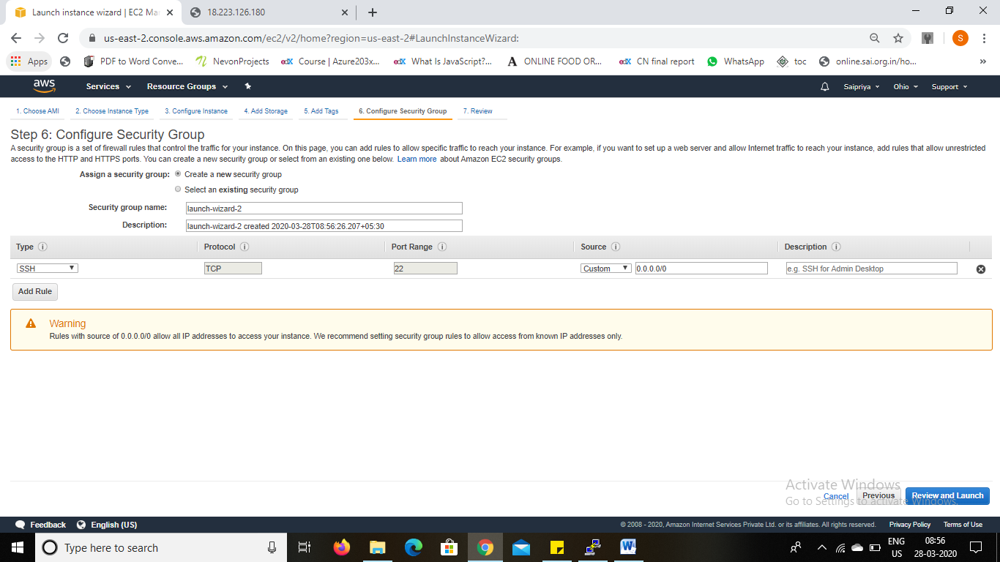 Launch instance wizard | EC2 Ma
18.223.126.180
us-east-2.console.aws.amazon.com/ec2/v2/home?region=us-east-2#LaunchInstanceWizard:
S
Apps PDF to Word Conve... NevonProjects edX Course | Azure203x... edX What Is JavaScript?... A ONLINE FOOD OR... edX CN final report WhatsApp toc online.sai.org.in/ho... »
aws Services Resource Groups Saipriya Ohio Support
1. Choose AMI 2. Choose Instance Type 3. Configure Instance 4. Add Storage 5. Add Tags 6. Configure Security Group 7. Review
Step 6: Configure Security Group
A security group is a set of firewall rules that control the traffic for your instance. On this page, you can add rules to allow specific traffic to reach your instance. For example, if you want to set up a web server and allow Internet traffic to reach your instance, add rules that allow unrestricted
access to the HTTP and HTTPS ports. You can create a new security group or select from an existing one below. Learn more about Amazon EC2 security groups.
Assign a security group: Create a new security group
Select an existing security group
Security group name: launch-wizard-2
Description: launch-wizard-2 created 2020-03-28T08:56:26.207+05:30
Type i Protocol i Port Range i Source i Description i
SSH TCP 22 Custom 0.0.0.0/0 e.g. SSH for Admin Desktop
Add Rule
Warning
Rules with source of 0.0.0.0/0 allow all IP addresses to access your instance. We recommend setting security group rules to allow access from known IP addresses only.
Activate Windows
Go to Settings to activate Windows.
Cancel Previous Review and Launch
Feedback English (US) © 2008 - 2020, Amazon Internet Services Private Ltd. or its affiliates. All rights reserved. Privacy Policy Terms of Use
Type here to search
ENG
US
08:56
28-03-2020